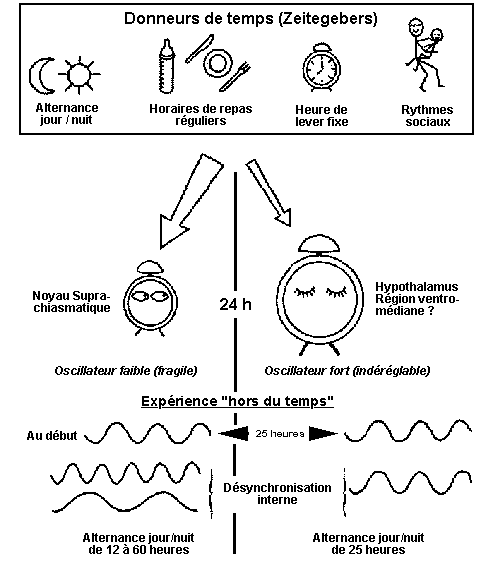 Donneurs de temps (Zeitegebers)
Alternance
jour / nuit
Horaires de repas
réguliers
Heure de
lever fixe
Rythmes
sociaux
Noyau Supra-
chiasmatique
24 h
Hypothalamus
Région ventro-
médiane ?
Oscillateur faible (fragile)
Oscillateur fort (indéréglable)
Expérience "hors du temps"
Au début
25 heures
Désynchronisation
interne
Alternance jour/nuit
de 12 à 60 heures
Alternance jour/nuit
de 25 heures